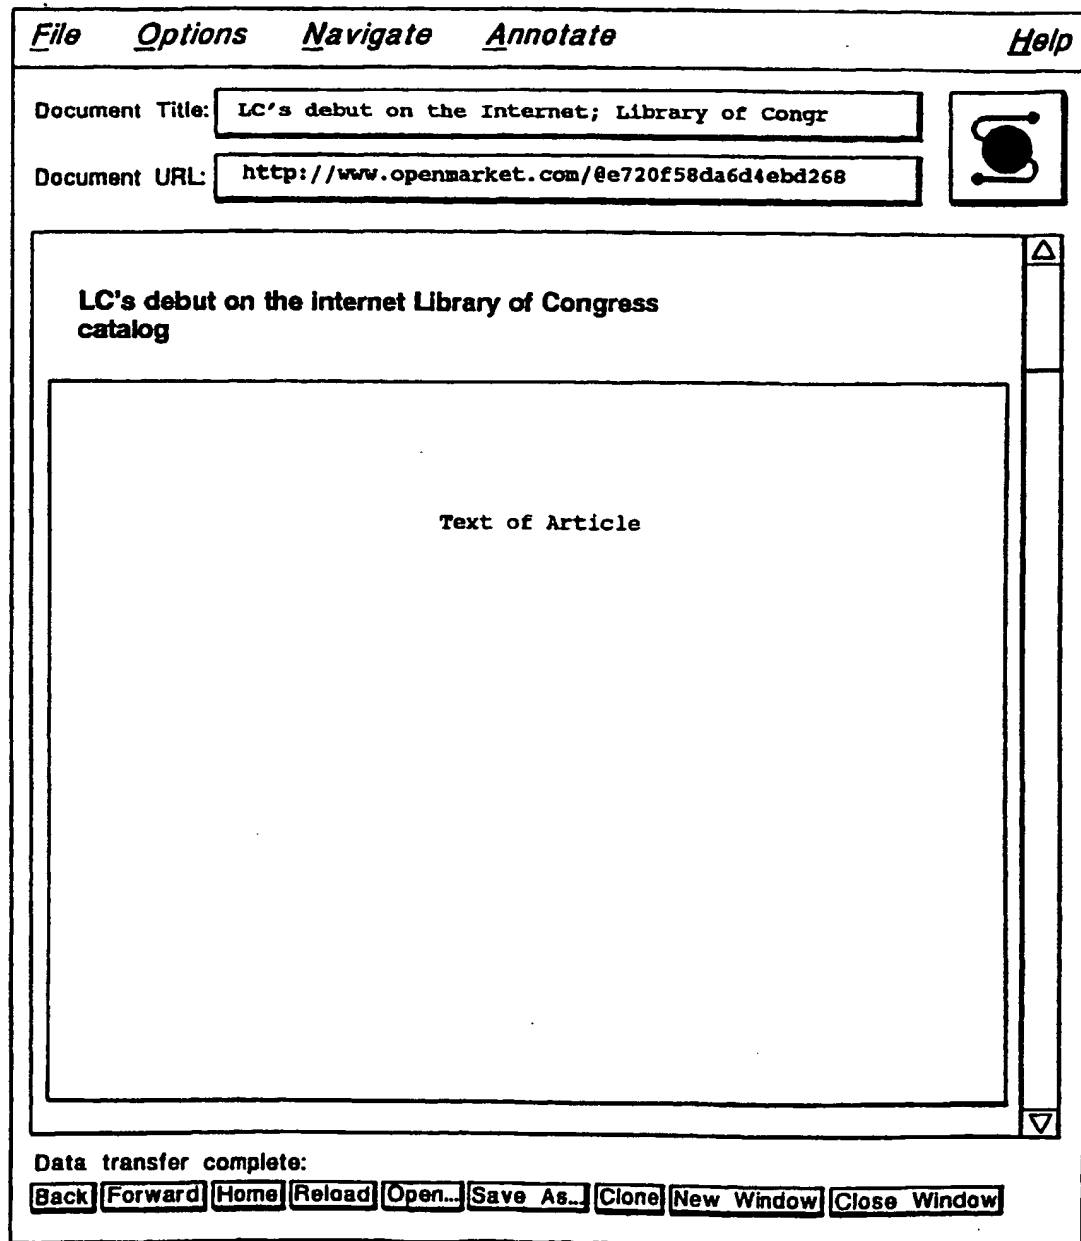 File Options Navigate Annotate Help
Document Title: LC's debut on the Internet; Library of Congr
Document URL: http://www.openmarket.com/@e720f58da6d4ebd268
LC's debut on the internet Library of Congress
catalog
Text of Article
Data transfer complete:
Back Forward Home Reload Open... Save As... Clone New Window Close Window